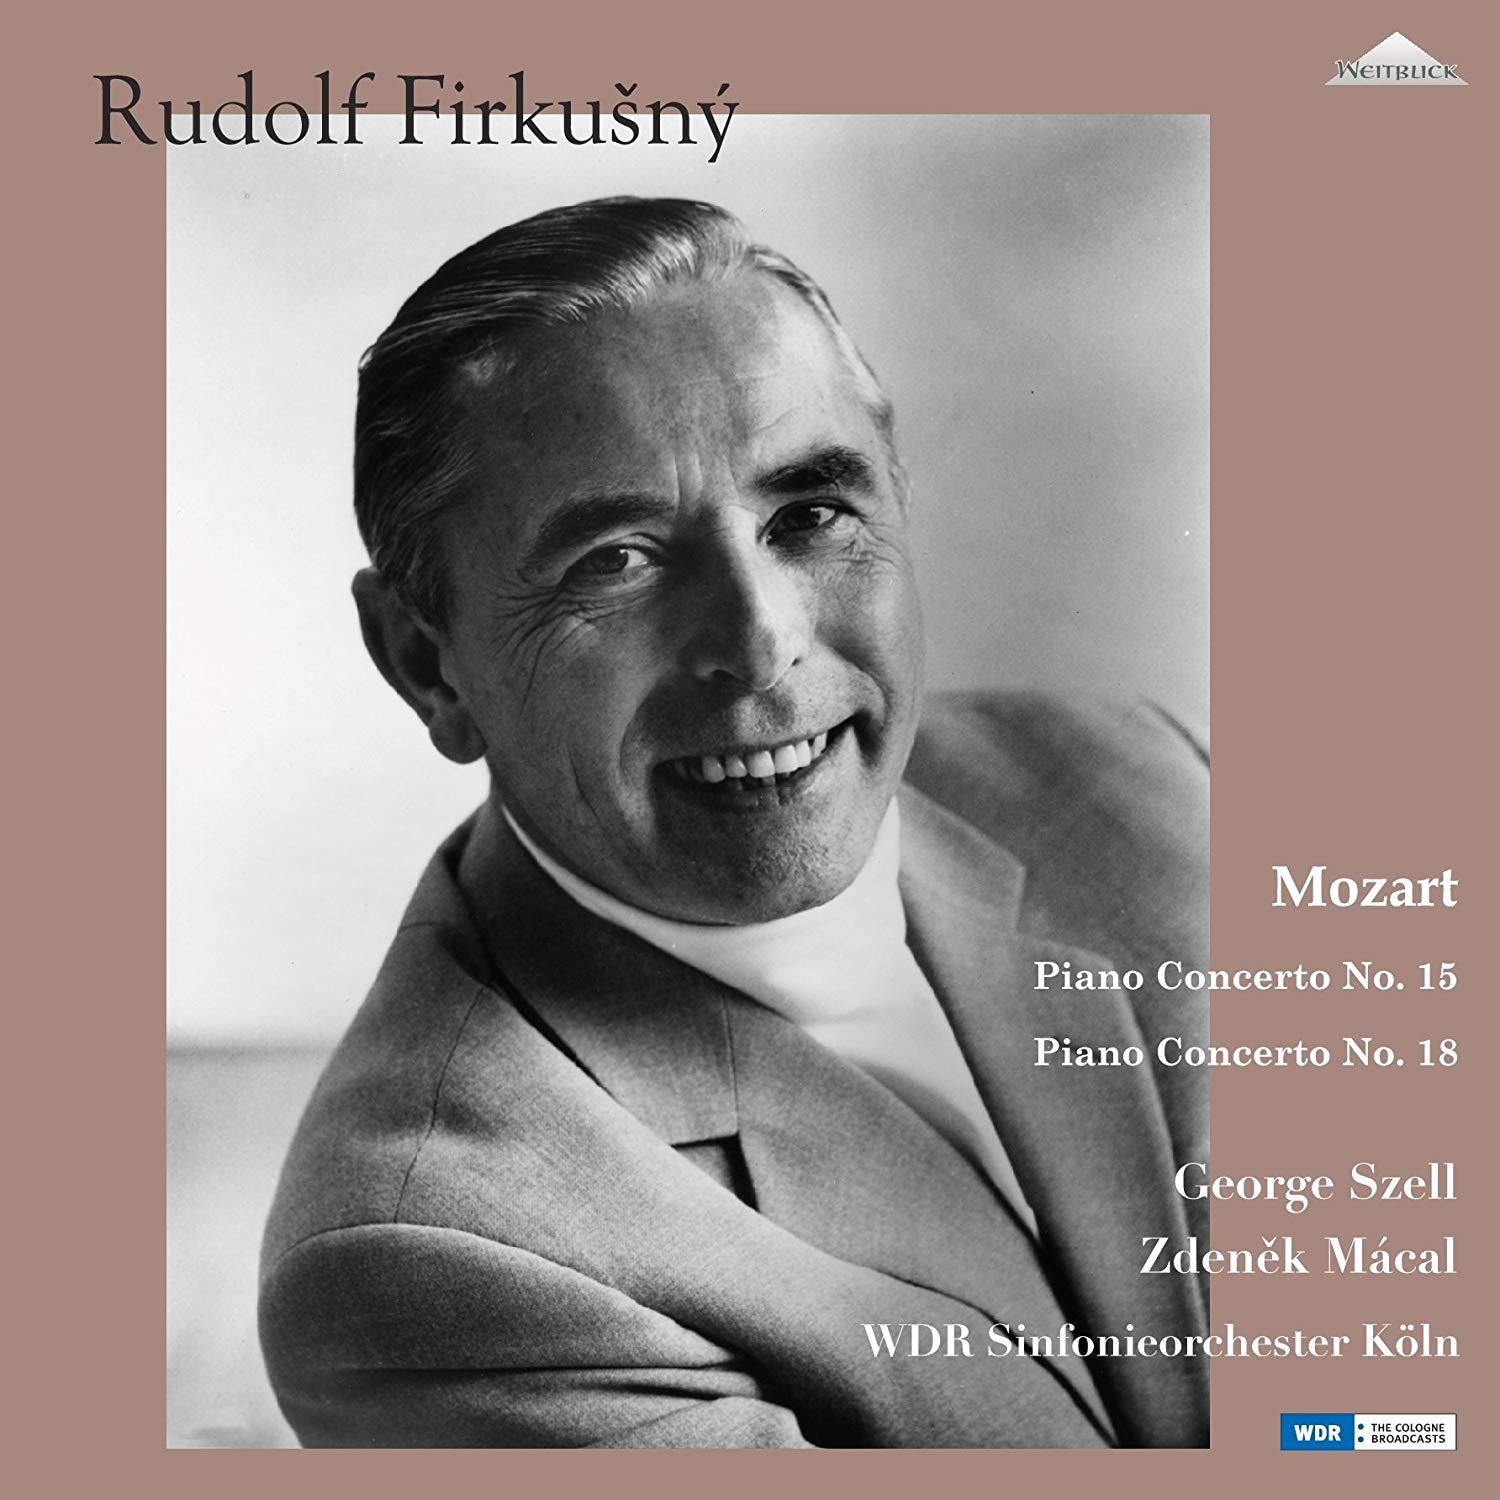 Rudolf Firkušný
WEITBLICK
Mozart
Piano Concerto No. 15
Piano Concerto No. 18
George Szell
Zdeněk Mácal
WDR Sinfonieorchester Köln
WDR THE COLOGNE
BROADCASTS